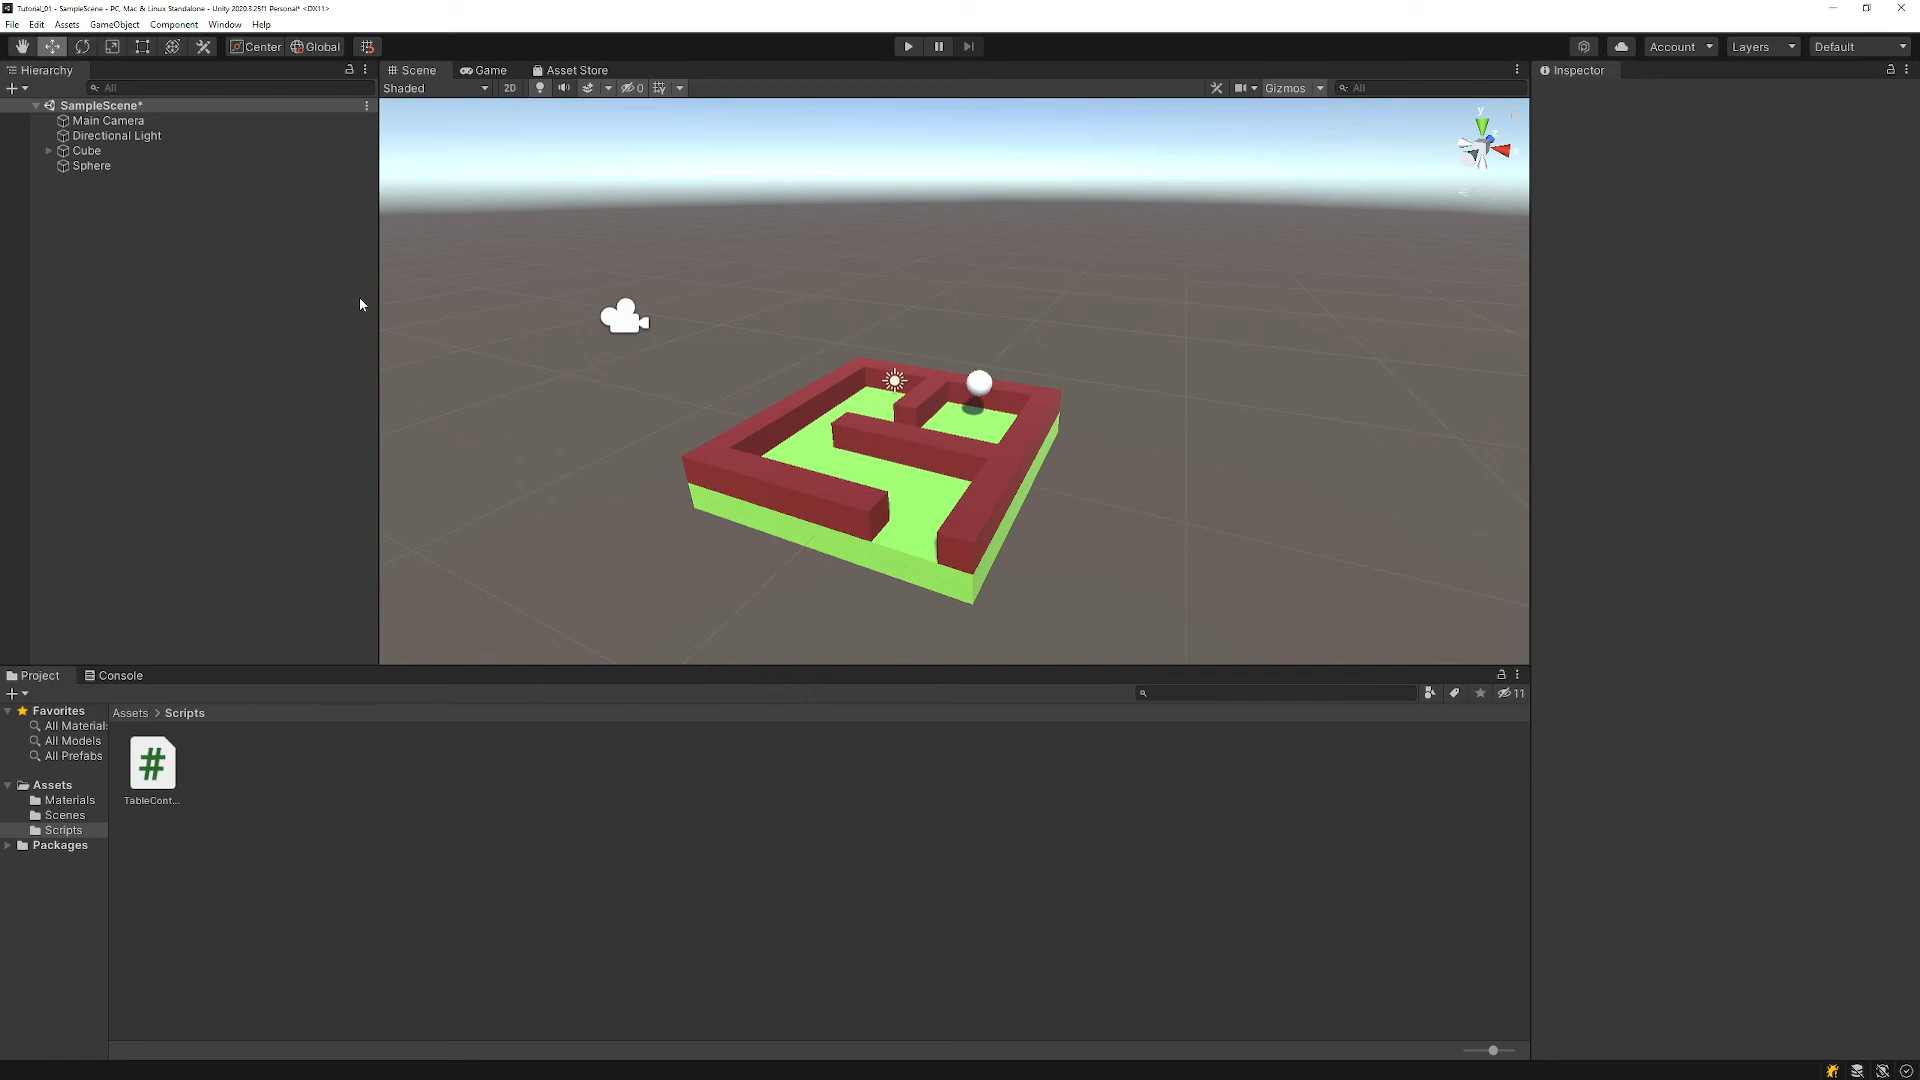 Tutorial_01 - SampleScene - PC, Mac & Linux Standalone - Unity 2020.3.25f1 Personal* <DX11>
File Edit Assets GameObject Component Window Help
Center Global Account Layers Default
Hierarchy Scene Game Asset Store Inspector
All Shaded 2D 0 Gizmos All
SampleScene*
Main Camera
Directional Light
Cube
Sphere
y
x
Project Console
11
Favorites
All Material
All Models
All Prefabs
Assets
Materials
Scenes
Scripts
Packages
Assets > Scripts
#
TableCont...